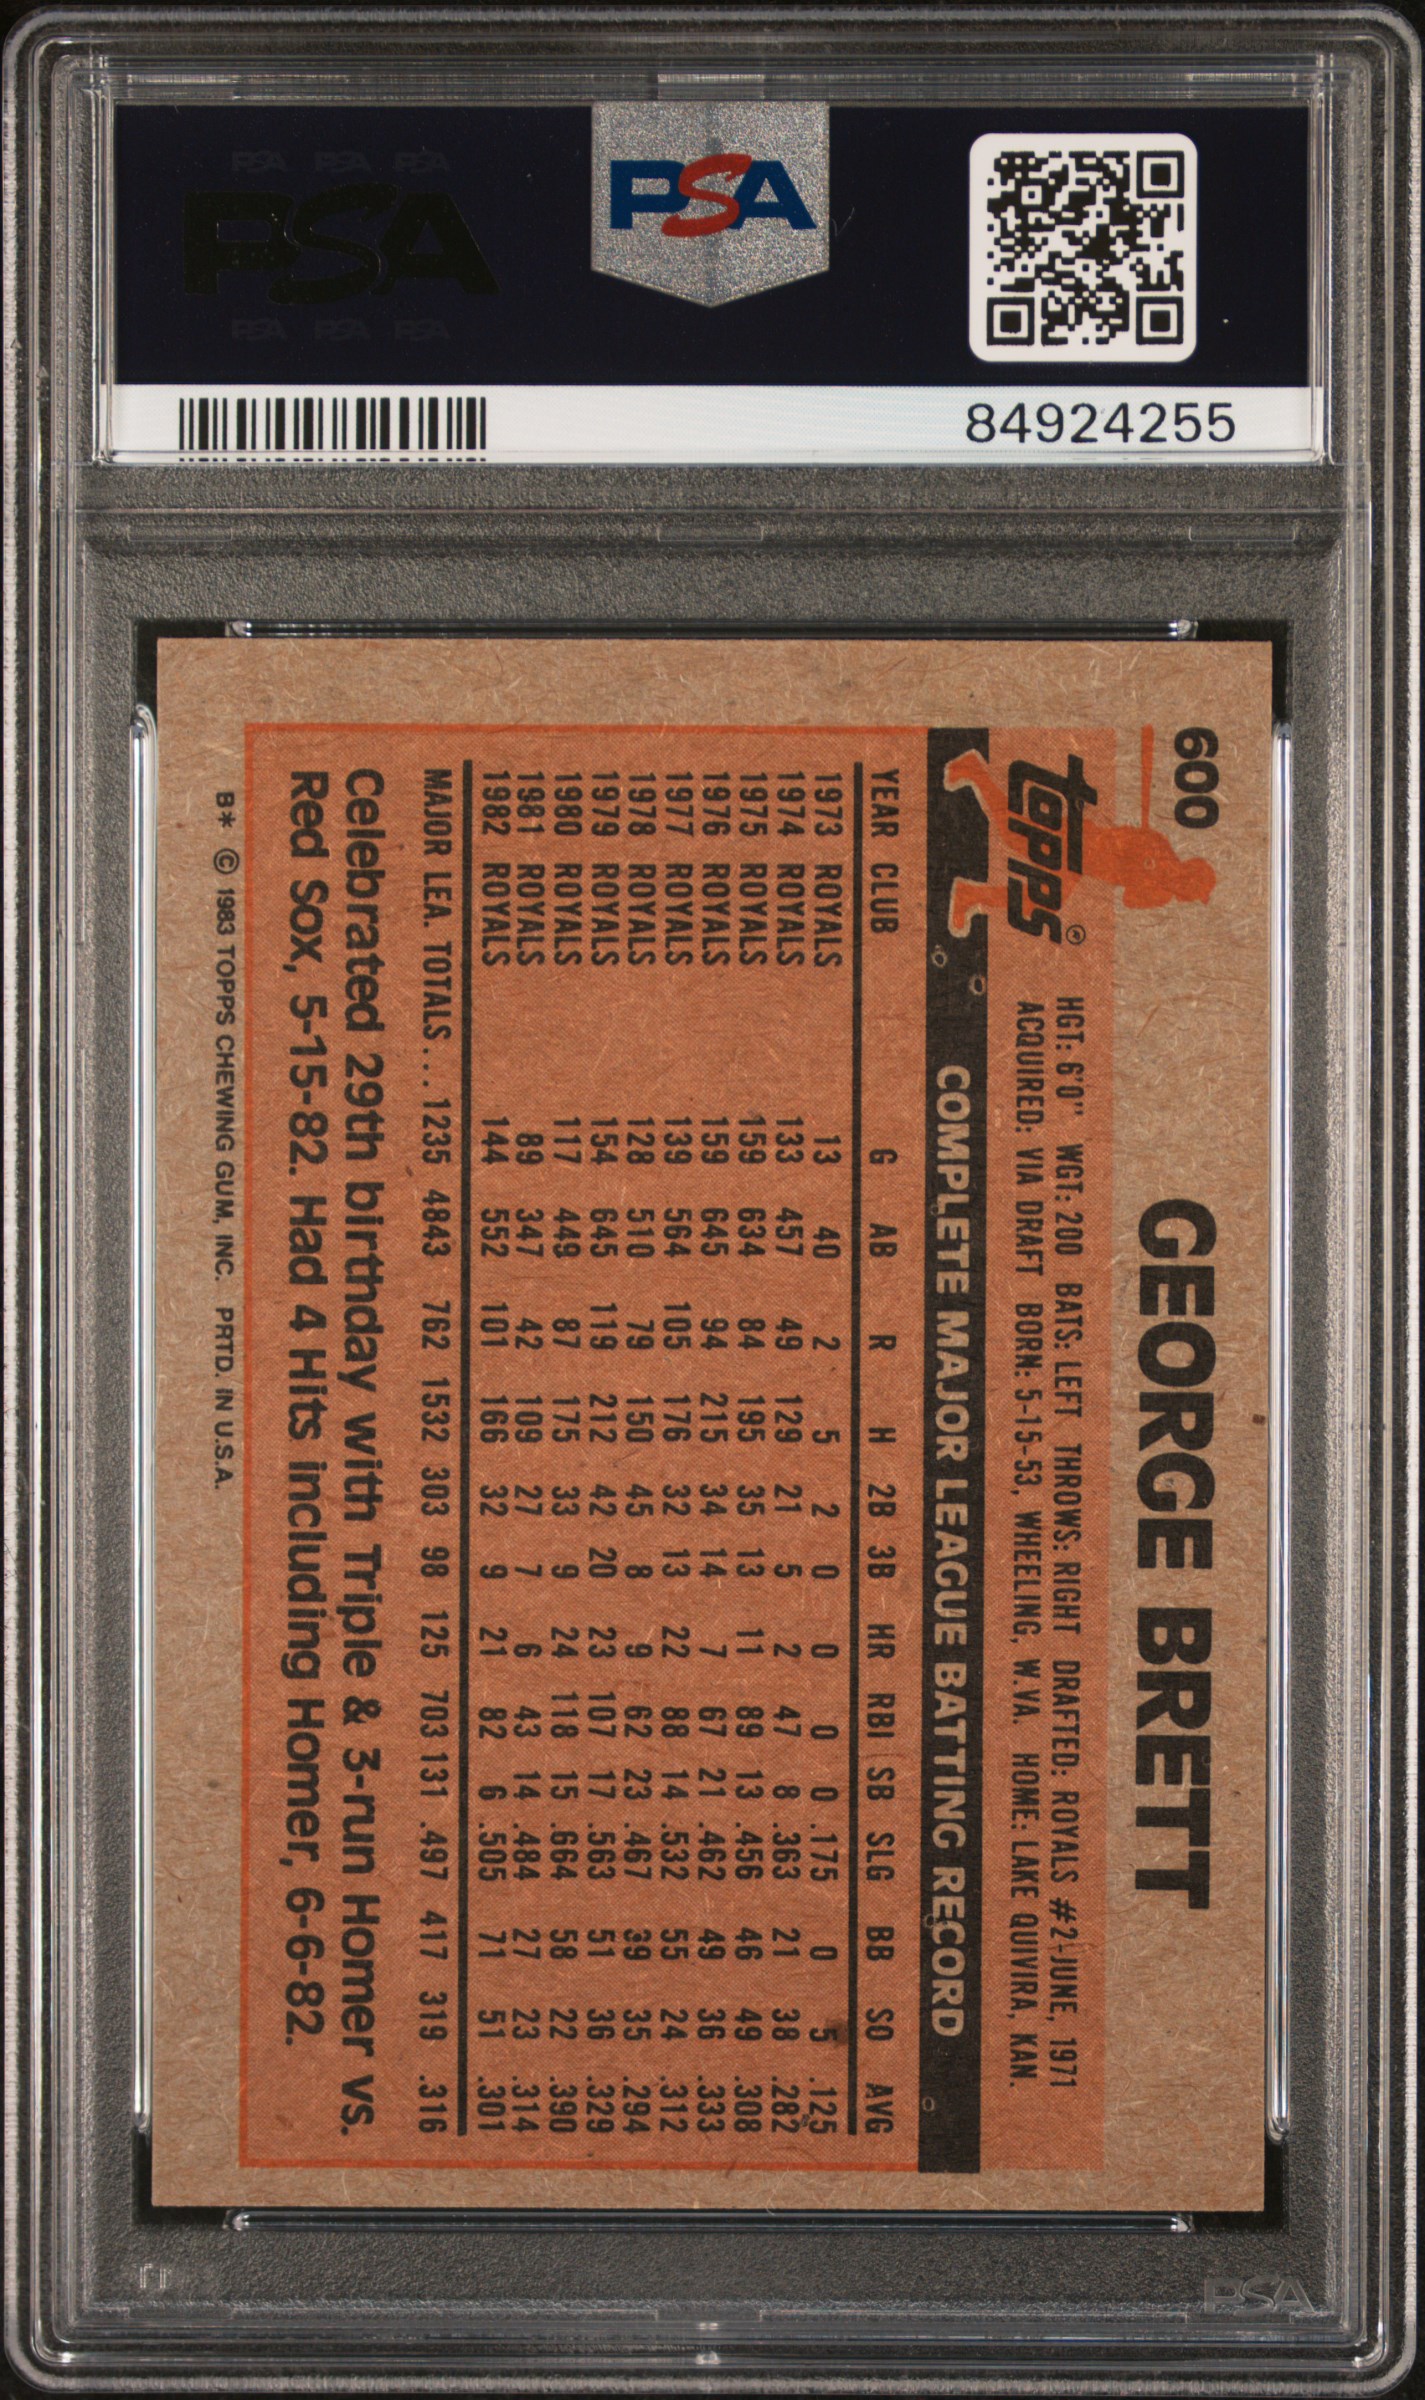 PSA PSA PSA
PSA
PSA PSA PSA
PSA
84924255
600
GEORGE BRETT
Topps®
HGT: 6'0" WGT: 200 BATS: LEFT THROWS: RIGHT DRAFTED: ROYALS #2-JUNE, 1971
ACQUIRED: VIA DRAFT BORN: 5-15-53, WHEELING, W.VA. HOME: LAKE QUIVIRA, KAN.
COMPLETE MAJOR LEAGUE BATTING RECORD
YEAR CLUB G AB R H 2B 3B HR RBI SB SLG BB SO AVG
1973 ROYALS 13 40 2 5 2 0 0 0 0 .175 0 5 .125
1974 ROYALS 133 457 49 129 21 5 2 47 8 .363 21 38 .282
1975 ROYALS 159 634 84 195 35 13 11 89 13 .456 46 49 .308
1976 ROYALS 159 645 94 215 34 14 7 67 21 .462 49 36 .333
1977 ROYALS 139 564 105 176 32 13 22 88 14 .532 55 24 .312
1978 ROYALS 128 510 79 150 45 8 9 62 23 .467 39 35 .294
1979 ROYALS 154 645 119 212 42 20 23 107 17 .563 51 36 .329
1980 ROYALS 117 449 87 175 33 9 24 118 15 .664 58 22 .390
1981 ROYALS 89 347 42 109 27 7 6 43 14 .484 27 23 .314
1982 ROYALS 144 552 101 166 32 9 21 82 6 .505 71 51 .301
MAJOR LEA. TOTALS... 1235 4843 762 1532 303 98 125 703 131 .497 417 319 .316
Celebrated 29th birthday with Triple & 3-run Homer vs.
Red Sox, 5-15-82. Had 4 Hits including Homer, 6-6-82.
B* © 1983 TOPPS CHEWING GUM, INC. PRTD. IN U.S.A.
PSA